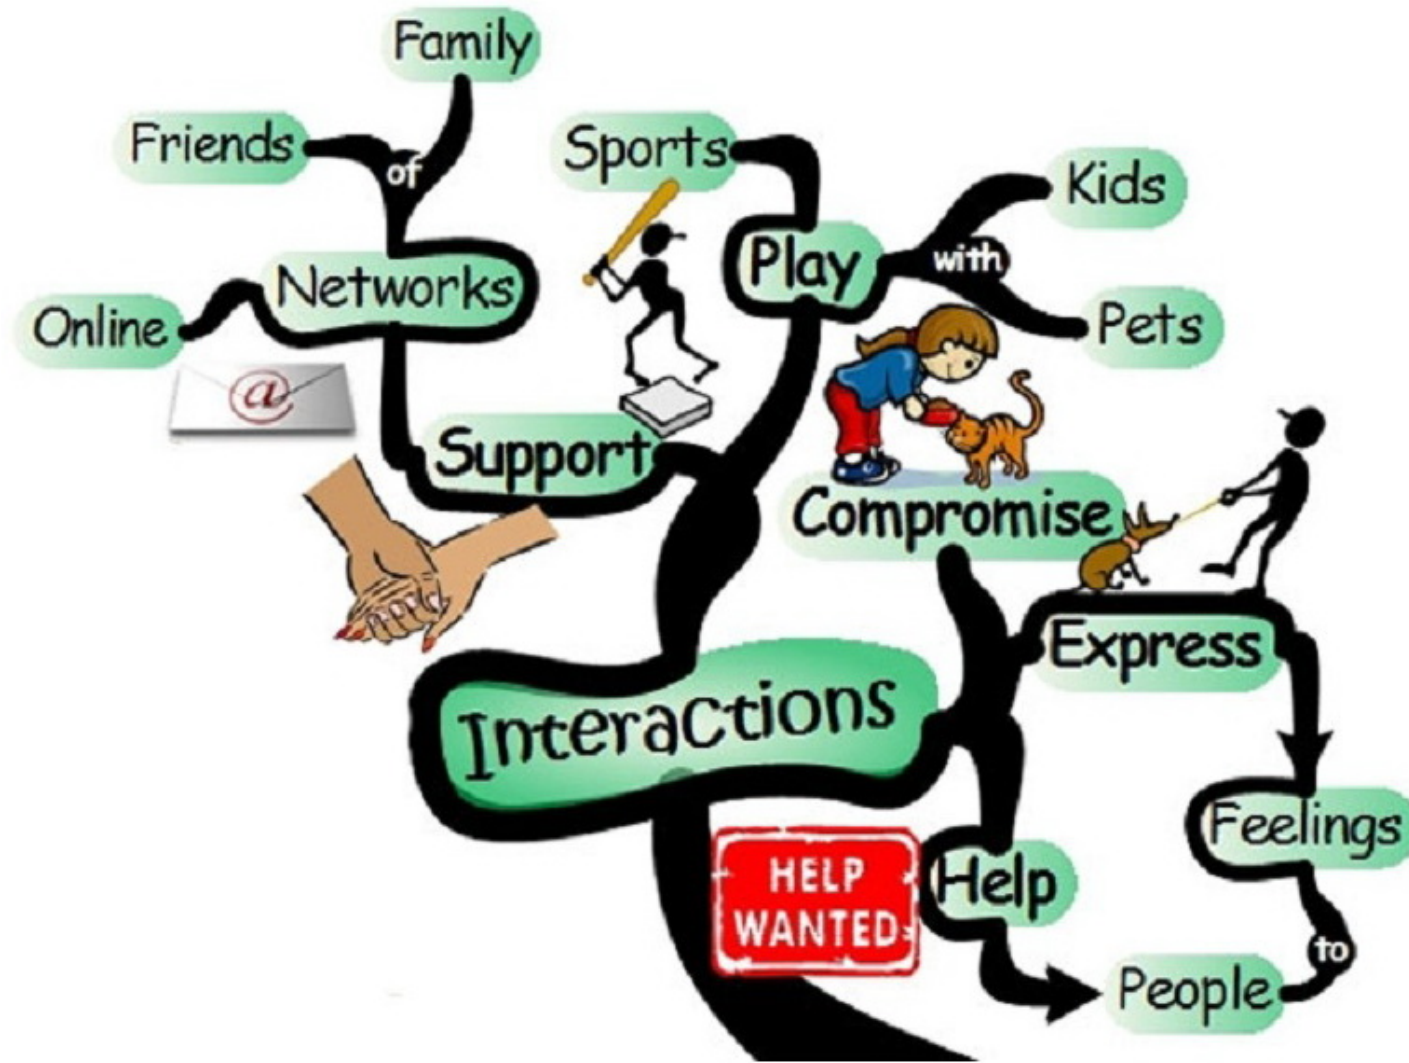 Family
Friends
of
Sports
Kids
Play
with
Networks
Pets
Online
@
Support
Compromise
Express
Interactions
Feelings
HELP
WANTED
Help
to
People